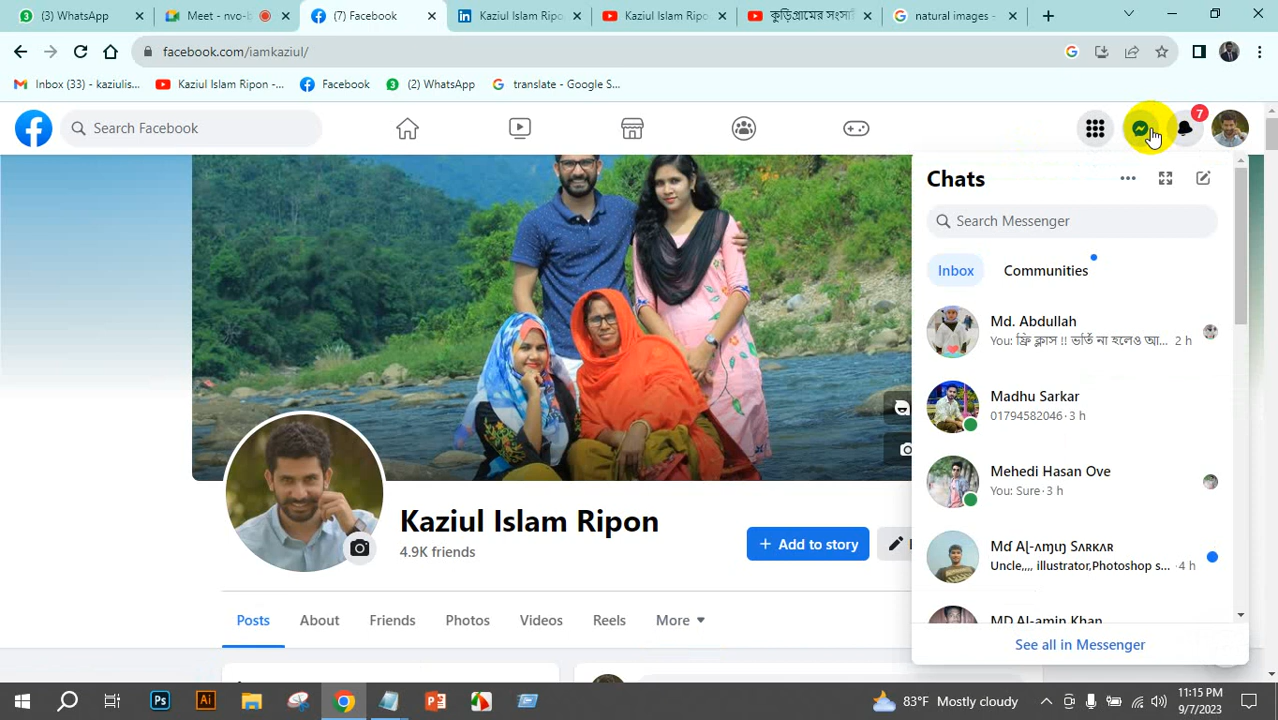 (3) WhatsApp
Meet - nvo-b
(7) Facebook
Kaziul Islam Ripo
Kaziul Islam Ripo
কুড়িগ্রামের সংসারি
natural images -
facebook.com/iamkaziul/
Inbox (33) - kaziulis...
Kaziul Islam Ripon -...
Facebook
(2) WhatsApp
translate - Google S...
Search Facebook
7
Chats
Search Messenger
Inbox
Communities
Md. Abdullah
You: ফ্রি ক্লাস !! ভর্তি না হলেও আ... 2 h
Madhu Sarkar
01794582046 · 3 h
Mehedi Hasan Ove
You: Sure · 3 h
Uncle,,,, illustrator,Photoshop s... · 4 h
MD Al-amin Khan
See all in Messenger
Kaziul Islam Ripon
4.9K friends
+ Add to story
Posts
About
Friends
Photos
Videos
Reels
More
Ps
Ai
83°F Mostly cloudy
11:15 PM
9/7/2023